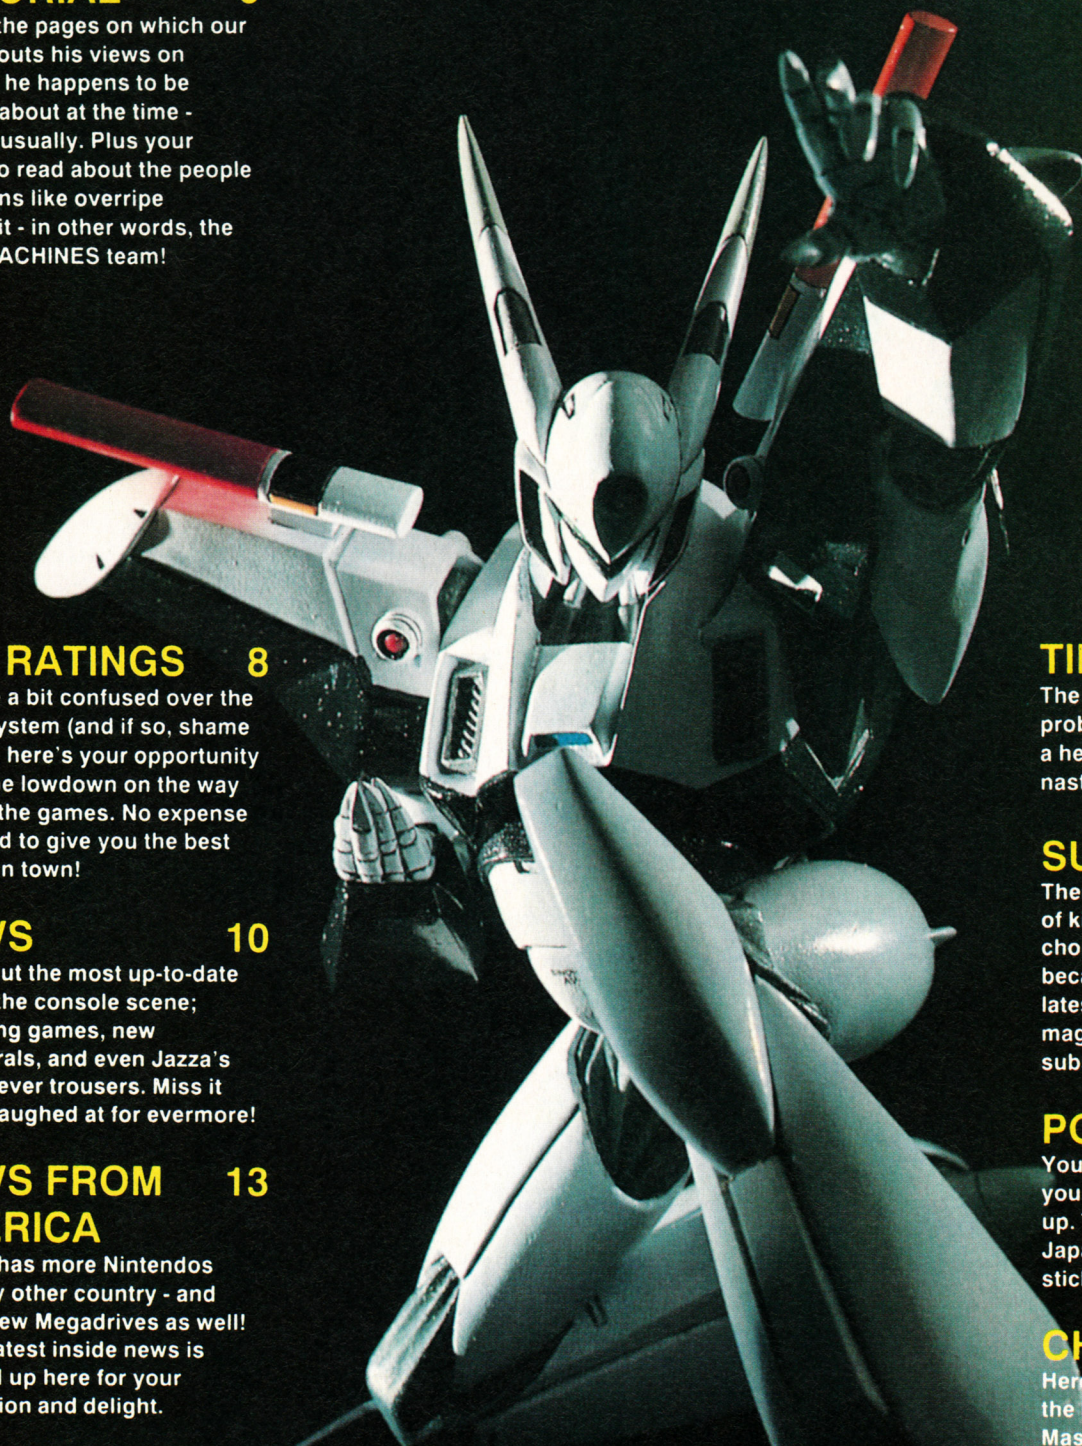 the pages on which our
outs his views on
he happens to be
about at the time -
usually. Plus your
o read about the people
ns like overripe
it - in other words, the
ACHINES team!
RATINGS 8
a bit confused over the
ystem (and if so, shame
here's your opportunity
e lowdown on the way
the games. No expense
d to give you the best
n town!
WS 10
ut the most up-to-date
the console scene;
ng games, new
rals, and even Jazza's
ever trousers. Miss it
aughed at for evermore!
WS FROM 13
ERICA
has more Nintendos
y other country - and
ew Megadrives as well!
atest inside news is
d up here for your
ion and delight.
The
prob
a he
nast
SU
The
of k
cho
beca
lates
mag
sub
PO
You
you
up.
Japa
stick
CH
Her
the
Mas